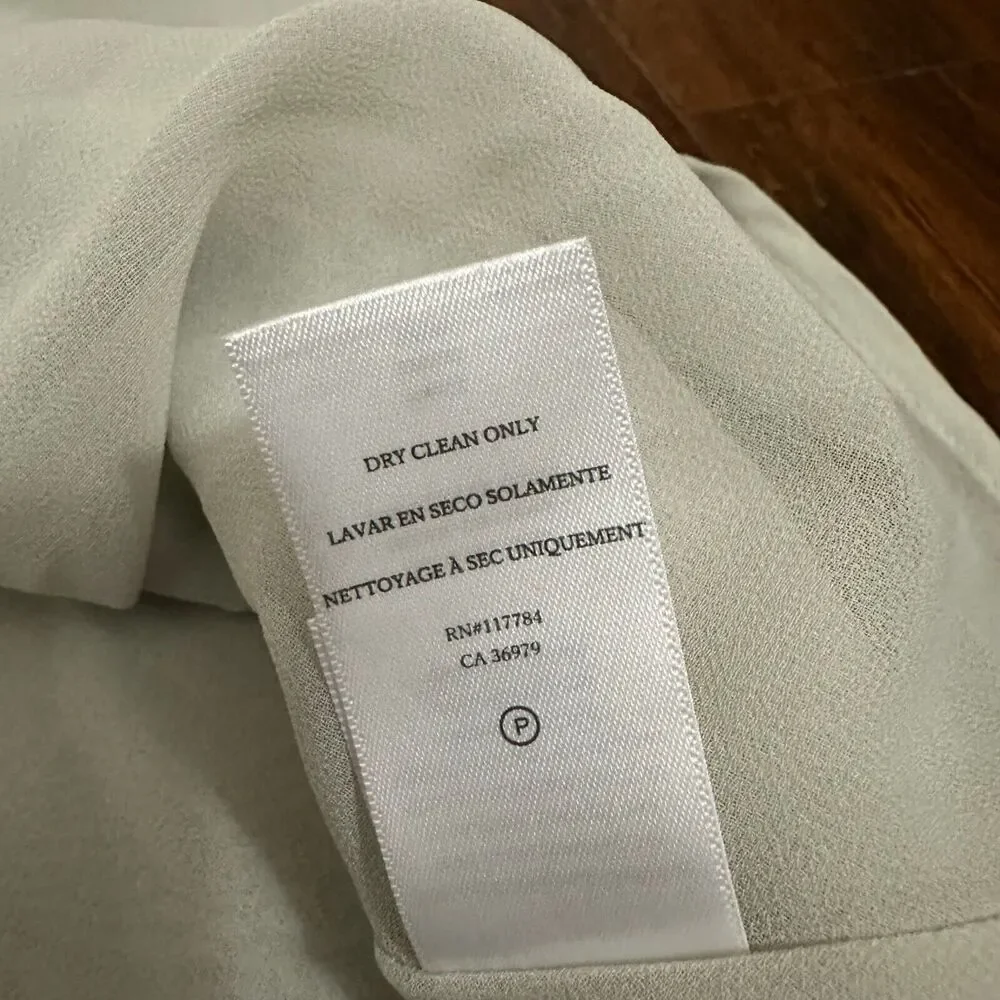 DRY CLEAN ONLY
LAVAR EN SECO SOLAMENTE
NETTOYAGE À SEC UNIQUEMENT
RN#117784
CA 36979
P